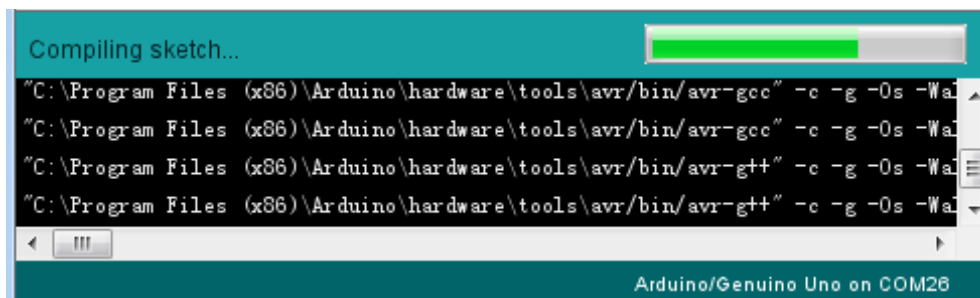 Compiling sketch...
"C:\Program Files (x86)\Arduino\hardware\tools\avr/bin/avr-gcc" -c -g -Os -Wal
"C:\Program Files (x86)\Arduino\hardware\tools\avr/bin/avr-gcc" -c -g -Os -Wal
"C:\Program Files (x86)\Arduino\hardware\tools\avr/bin/avr-g++" -c -g -Os -Wal
"C:\Program Files (x86)\Arduino\hardware\tools\avr/bin/avr-g++" -c -g -Os -Wal
Arduino/Genuino Uno on COM26